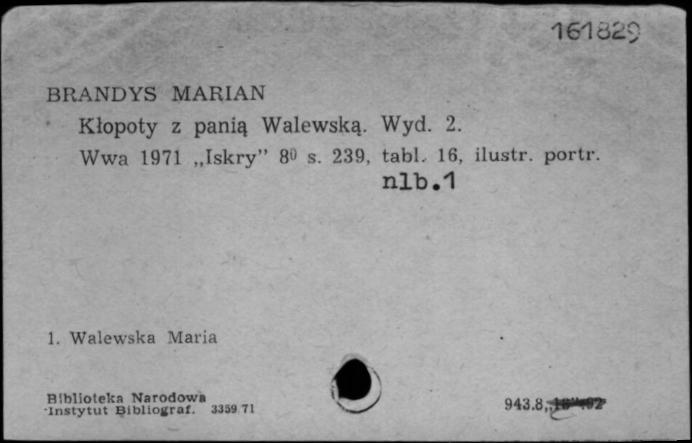 161829
BRANDYS MARIAN
Kłopoty z panią Walewską. Wyd. 2.
Wwa 1971 „Iskry” 8⁰ s. 239, tabl. 16, ilustr. portr.
nlb.1
1. Walewska Maria
Biblioteka Narodowa
Instytut Bibliograf. 3359 71
943.8